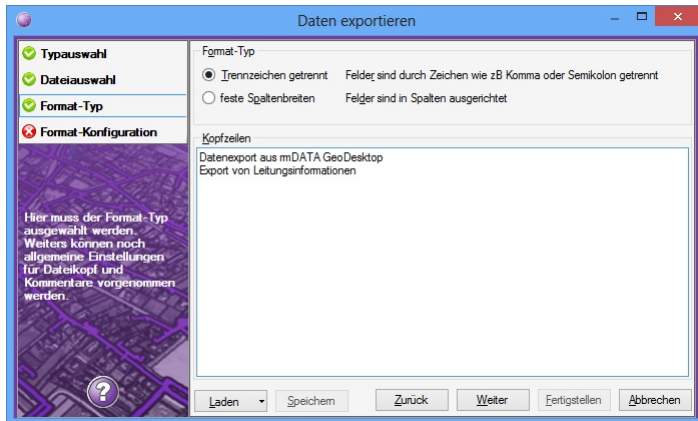 Daten exportieren
Typauswahl
Dateiauswahl
Format-Typ
Format-Konfiguration
Hier muss der Format-Typ
ausgewählt werden.
Weiters können noch
allgemeine Einstellungen
für Dateikopf und
Kommentare vorgenommen
werden.
?
Format-Typ
Trennzeichen getrennt Felder sind durch Zeichen wie zB Komma oder Semikolon getrennt
feste Spaltenbreiten Felder sind in Spalten ausgerichtet
Kopfzeilen
Datenexport aus rmDATA GeoDesktop
Export von Leitungsinformationen
Laden Speichern Zurück Weiter Fertigstellen Abbrechen